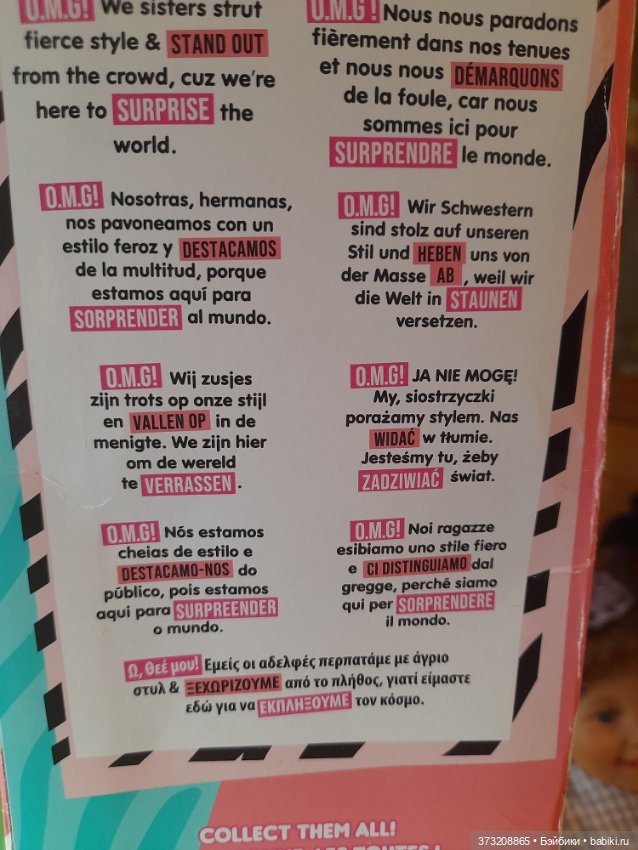 O.M.G! We sisters strut
fierce style & STAND OUT
from the crowd, cuz we're
here to SURPRISE the
world.
O.M.G! Nous nous paradons
fièrement dans nos tenues
et nous nous DÉMARQUONS
de la foule, car nous
sommes ici pour
SURPRENDRE le monde.
O.M.G! Nosotras, hermanas,
nos pavoneamos con un
estilo feroz y DESTACAMOS
de la multitud, porque
estamos aquí para
SORPRENDER al mundo.
O.M.G! Wir Schwestern
sind stolz auf unseren
Stil und HEBEN uns von
der Masse AB, weil wir
die Welt in STAUNEN
versetzen.
O.M.G! Wij zusjes
zijn trots op onze stijl
en VALLEN OP in de
menigte. We zijn hier
om de wereld
te VERRASSEN.
O.M.G! JA NIE MOGĘ!
My, siostrzyczki
porażamy stylem. Nas
WIDAĆ w tłumie.
Jesteśmy tu, żeby
ZADZIWIAĆ świat.
O.M.G! Nós estamos
cheias de estilo e
DESTACAMO-NOS do
público, pois estamos
aqui para SURPREENDER
o mundo.
O.M.G! Noi ragazze
esibiamo uno stile fiero
e CI DISTINGUIAMO dal
gregge, perché siamo
qui per SORPRENDERE
il mondo.
Ω, Θεέ μου! Εμείς οι αδελφές περπατάμε με άγριο
στυλ & ΞΕΧΩΡΙΖΟΥΜΕ από το πλήθος, γιατί είμαστε
εδώ για να ΕΚΠΛΗΞΟΥΜΕ τον κόσμο.
COLLECT THEM ALL!
373208865 • Бэйбики • babiki.ru